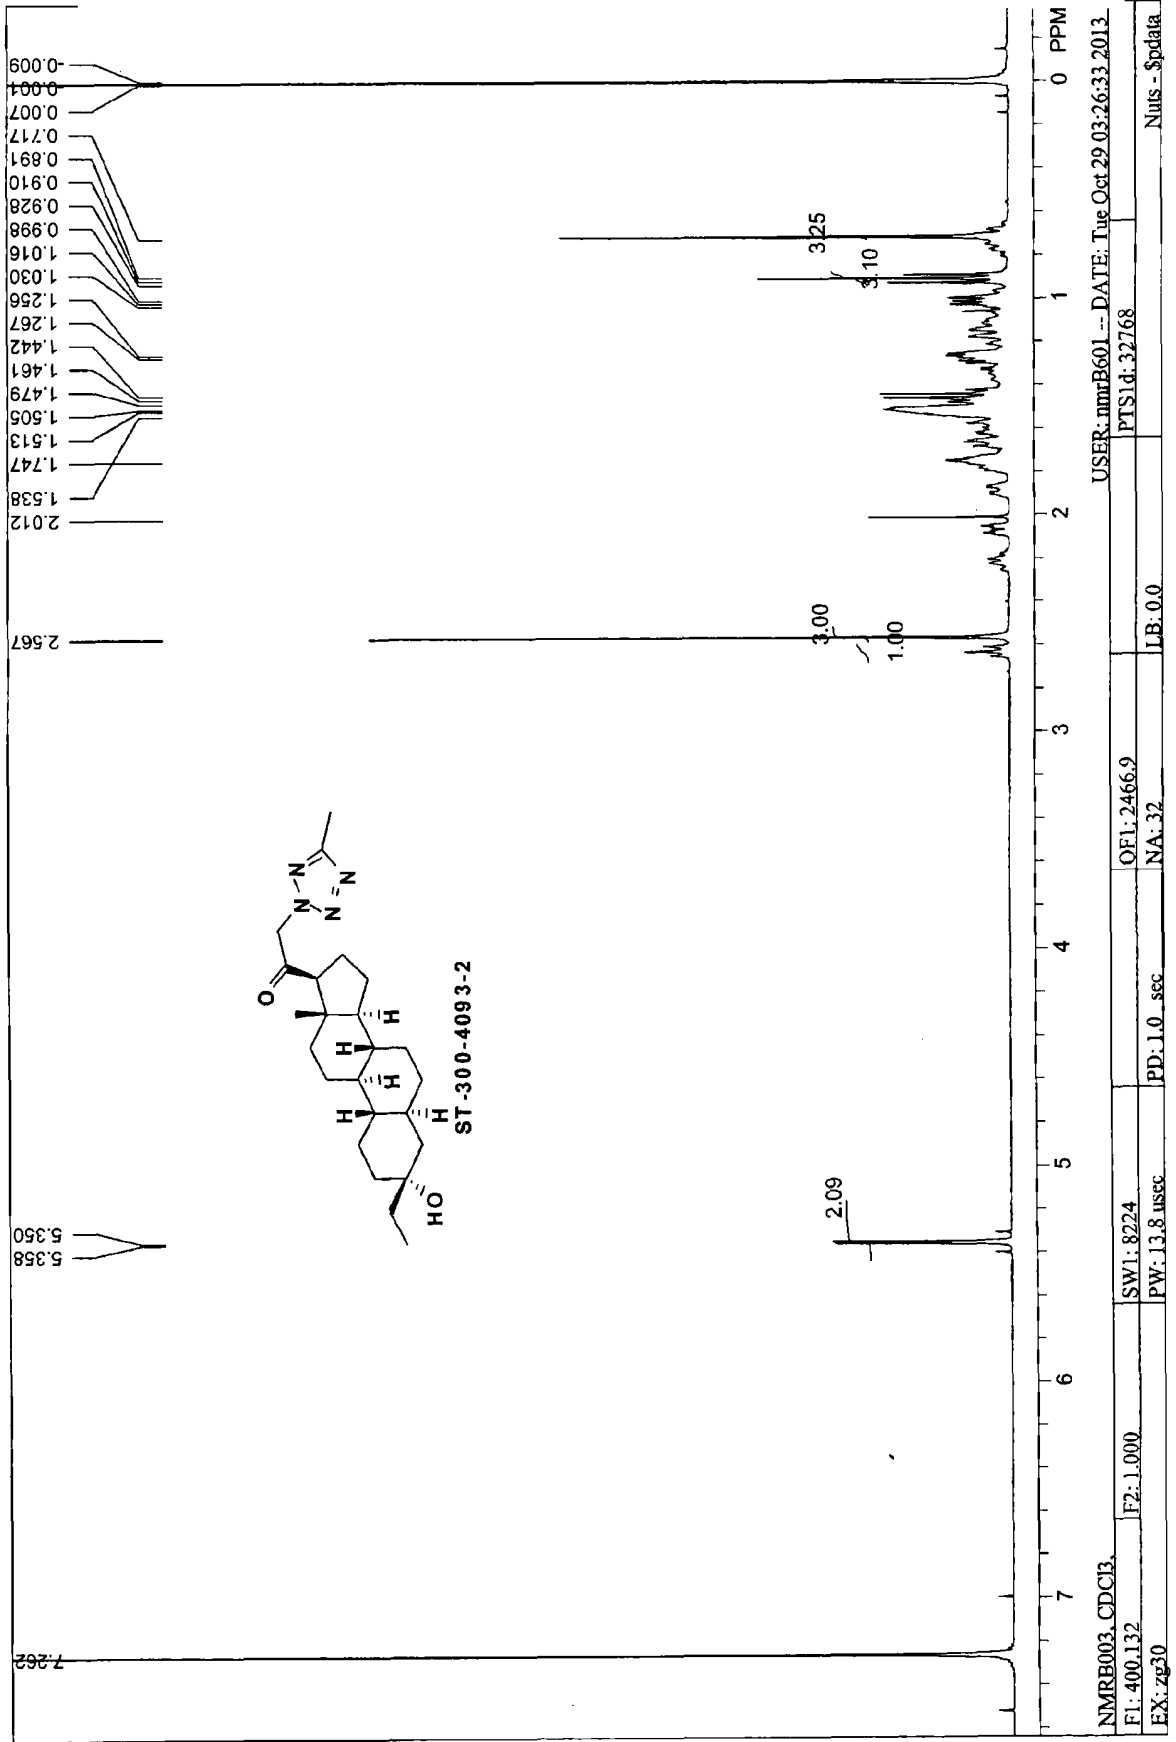 7.262
5.358
5.350
2.567
2.012
1.538
1.747
1.513
1.505
1.479
1.461
1.442
1.267
1.256
1.030
1.016
0.998
0.928
0.910
0.891
0.717
0.007
0.001
-0.009
O
N
N
N
N
H
H
H
H
H
HO
ST-300-4093-2
2.09
3.00
1.00
3.25
3.10
7
6
5
4
3
2
1
0 PPM
USER: nmrB601 -- DATE: Tue Oct 29 03:26:33 2013
NMRB003, CDCl3,
F1: 400.132 F2: 1.000 SW1: 8224 OF1: 2466.9 PTS1d: 32768
EX: zg30 PW: 13.8 usec PD: 1.0 sec NA: 32 LB: 0.0 Nuts - $pdata